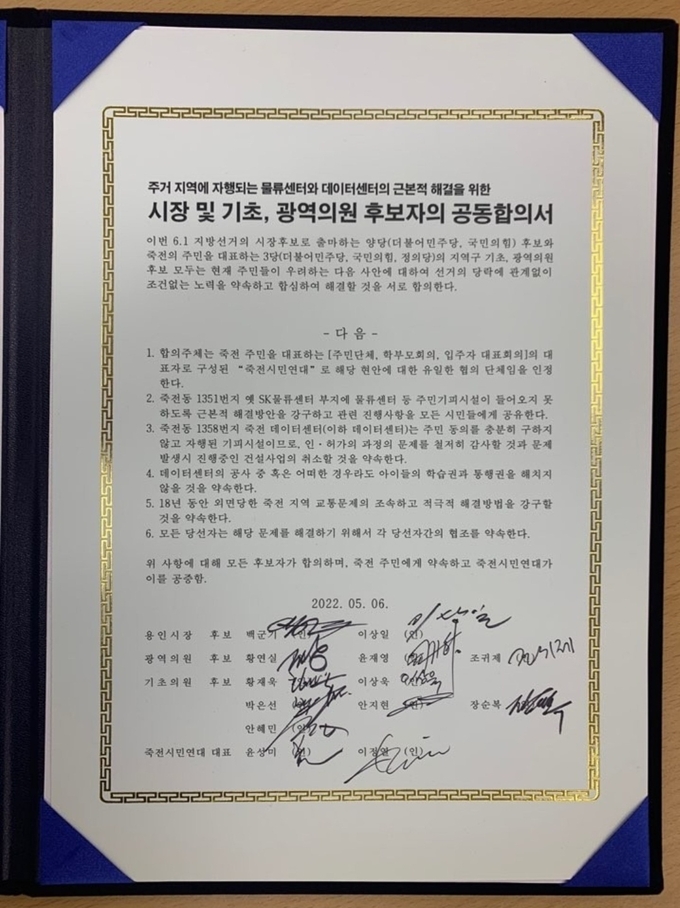 주거 지역에 자행되는 물류센터와 데이터센터의 근본적 해결을 위한
시장 및 기초, 광역의원 후보자의 공동합의서
이번 6.1 지방선거의 시장후보로 출마하는 양당(더불어민주당, 국민의힘) 후보와
죽전의 주민을 대표하는 3당(더불어민주당, 국민의힘, 정의당)의 지역구 기초, 광역의원
후보 모두는 현재 주민들이 우려하는 다음 사안에 대하여 선거의 당락에 관계없이
조건없는 노력을 약속하고 합심하여 해결할 것을 서로 합의한다.
- 다 음 -
1. 합의주체는 죽전 주민을 대표하는 [주민단체, 학부모회의, 입주자 대표회의]의 대
표자로 구성된 “죽전시민연대”로 해당 현안에 대한 유일한 협의 단체임을 인정
한다.
2. 죽전동 1351번지 옛 SK물류센터 부지에 물류센터 등 주민기피시설이 들어오지 못
하도록 근본적 해결방안을 강구하고 관련 진행사항을 모든 시민들에게 공유한다.
3. 죽전동 1358번지 죽전 데이터센터(이하 데이터센터)는 주민 동의를 충분히 구하지
않고 자행된 기피시설이므로, 인·허가의 과정의 문제를 철저히 감사할 것과 문제
발생시 진행중인 건설사업의 취소할 것을 약속한다.
4. 데이터센터의 공사 중 혹은 어떠한 경우라도 아이들의 학습권과 통행권을 해치지
않을 것을 약속한다.
5. 18년 동안 외면당한 죽전 지역 교통문제의 조속하고 적극적 해결방법을 강구할
것을 약속한다.
6. 모든 당선자는 해당 문제를 해결하기 위해서 각 당선자간의 협조를 약속한다.
위 사항에 대해 모든 후보자가 합의하며, 죽전 주민에게 약속하고 죽전시민연대가
이를 공증함.
2022. 05. 06.
용인시장 후보 백군기 (인) 이상일 (인)
광역의원 후보 황연실 윤재영 조귀제
기초의원 후보 황재욱 이상욱
박은선 안지현 (인) 장순복
안해민 (인)
죽전시민연대 대표 윤상미 (인) 이정원 (인)